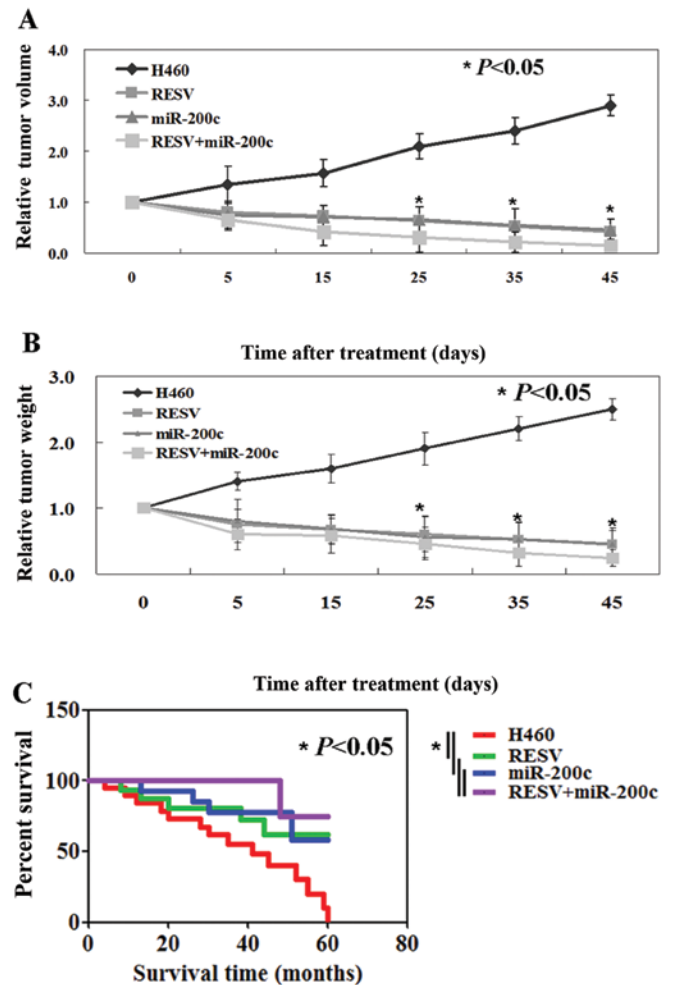 A
Relative tumor volume
4.0
3.0
2.0
1.0
0.0
H460
RESV
miR-200c
RESV+miR-200c
* P<0.05
*
*
*
0 5 15 25 35 45
Time after treatment (days)
B
Relative tumor weight
3.0
2.0
1.0
0.0
H460
RESV
miR-200c
RESV+miR-200c
* P<0.05
*
*
*
0 5 15 25 35 45
Time after treatment (days)
C
Percent survival
150
100
50
0
* P<0.05
*
H460
RESV
miR-200c
RESV+miR-200c
0 20 40 60 80
Survival time (months)